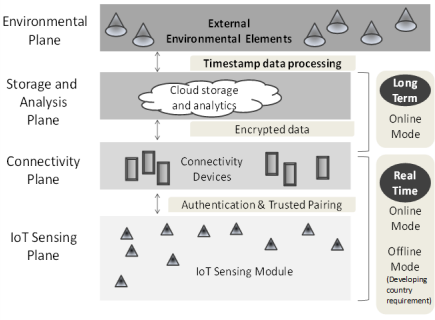 Environmental
Plane
External
Environmental Elements
Timestamp data processing
Storage and
Analysis
Plane
Cloud storage
and analytics
Long
Term
Online
Mode
Encrypted data
Connectivity
Plane
Connectivity
Devices
Real
Time
Online
Mode
Authentication & Trusted Pairing
IoT Sensing
Plane
IoT Sensing Module
Offline
Mode
(Developing
country
requirement)